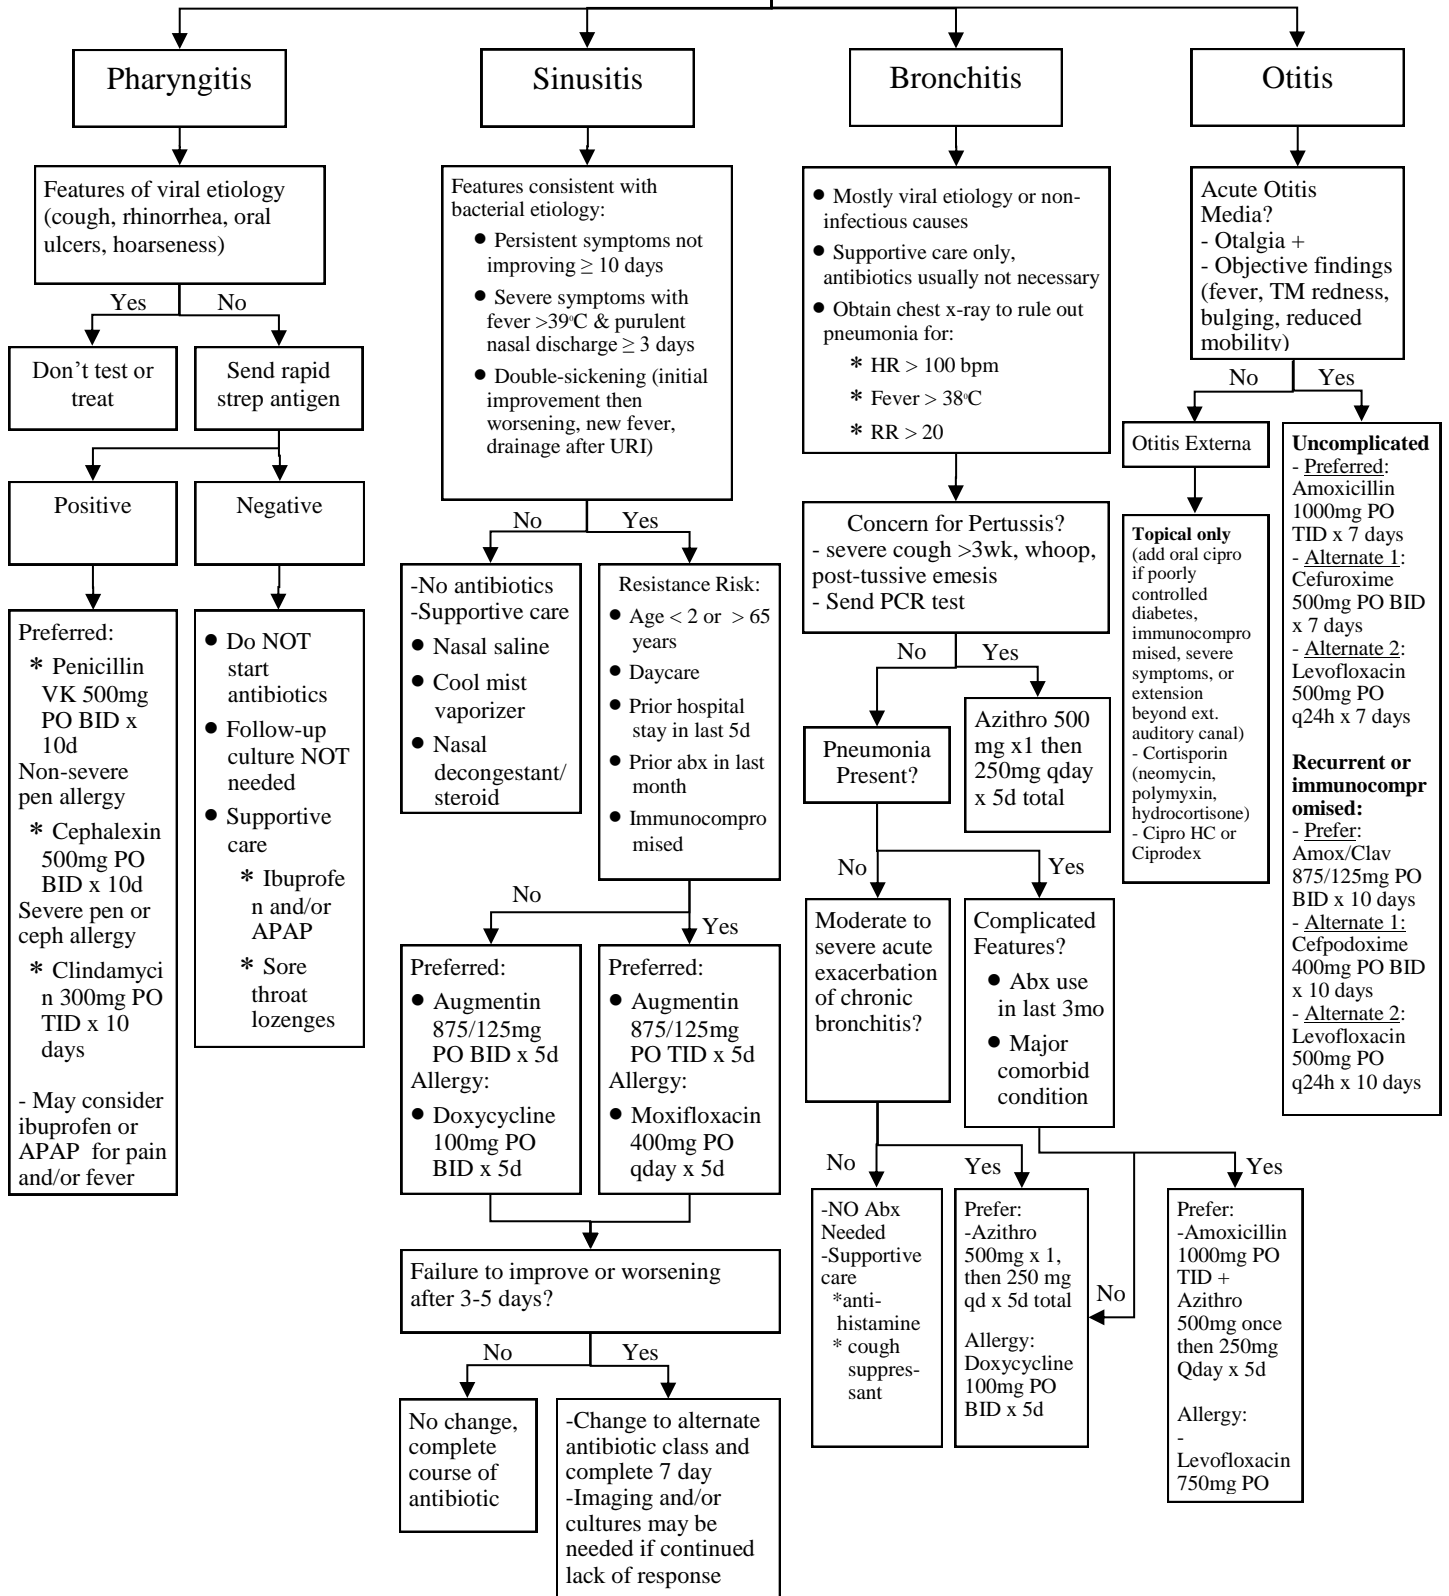 Pharyngitis
Features of viral etiology
(cough, rhinorrhea, oral
ulcers, hoarseness)
Yes
No
Don't test or
treat
Send rapid
strep antigen
Positive
Negative
Preferred:
* Penicillin
VK 500mg
PO BID x
10d
Non-severe
pen allergy
* Cephalexin
500mg PO
BID x 10d
Severe pen or
ceph allergy
* Clindamyci
n 300mg PO
TID x 10
days
- May consider
ibuprofen or
APAP for pain
and/or fever
● Do NOT
start
antibiotics
● Follow-up
culture NOT
needed
● Supportive
care
* Ibuprofe
n and/or
APAP
* Sore
throat
lozenges
Sinusitis
Features consistent with
bacterial etiology:
● Persistent symptoms not
improving ≥ 10 days
● Severe symptoms with
fever >39°C & purulent
nasal discharge ≥ 3 days
● Double-sickening (initial
improvement then
worsening, new fever,
drainage after URI)
No
Yes
-No antibiotics
-Supportive care
● Nasal saline
● Cool mist
vaporizer
● Nasal
decongestant/
steroid
Resistance Risk:
● Age < 2 or > 65
years
● Daycare
● Prior hospital
stay in last 5d
● Prior abx in last
month
● Immunocompro
mised
No
Yes
Preferred:
● Augmentin
875/125mg
PO BID x 5d
Allergy:
● Doxycycline
100mg PO
BID x 5d
Preferred:
● Augmentin
875/125mg
PO TID x 5d
Allergy:
● Moxifloxacin
400mg PO
qday x 5d
Failure to improve or worsening
after 3-5 days?
No
Yes
No change,
complete
course of
antibiotic
-Change to alternate
antibiotic class and
complete 7 day
-Imaging and/or
cultures may be
needed if continued
lack of response
Bronchitis
● Mostly viral etiology or non-
infectious causes
● Supportive care only,
antibiotics usually not necessary
● Obtain chest x-ray to rule out
pneumonia for:
* HR > 100 bpm
* Fever > 38°C
* RR > 20
Concern for Pertussis?
- severe cough >3wk, whoop,
post-tussive emesis
- Send PCR test
No
Yes
Pneumonia
Present?
Azithro 500
mg x1 then
250mg qday
x 5d total
No
Yes
Moderate to
severe acute
exacerbation
of chronic
bronchitis?
Complicated
Features?
● Abx use
in last 3mo
● Major
comorbid
condition
No
Yes
No
Yes
-NO Abx
Needed
-Supportive
care
*anti-
histamine
* cough
suppres-
sant
Prefer:
-Azithro
500mg x 1,
then 250 mg
qd x 5d total
Allergy:
Doxycycline
100mg PO
BID x 5d
Prefer:
-Amoxicillin
1000mg PO
TID +
Azithro
500mg once
then 250mg
Qday x 5d
Allergy:
-
Levofloxacin
750mg PO
Otitis
Acute Otitis
Media?
- Otalgia +
- Objective findings
(fever, TM redness,
bulging, reduced
mobility)
No
Yes
Otitis Externa
Topical only
(add oral cipro
if poorly
controlled
diabetes,
immunocompro
mised, severe
symptoms, or
extension
beyond ext.
auditory canal)
- Cortisporin
(neomycin,
polymyxin,
hydrocortisone)
- Cipro HC or
Ciprodex
Uncomplicated
- Preferred:
Amoxicillin
1000mg PO
TID x 7 days
- Alternate 1:
Cefuroxime
500mg PO BID
x 7 days
- Alternate 2:
Levofloxacin
500mg PO
q24h x 7 days
Recurrent or
immunocompr
omised:
- Prefer:
Amox/Clav
875/125mg PO
BID x 10 days
- Alternate 1:
Cefpodoxime
400mg PO BID
x 10 days
- Alternate 2:
Levofloxacin
500mg PO
q24h x 10 days